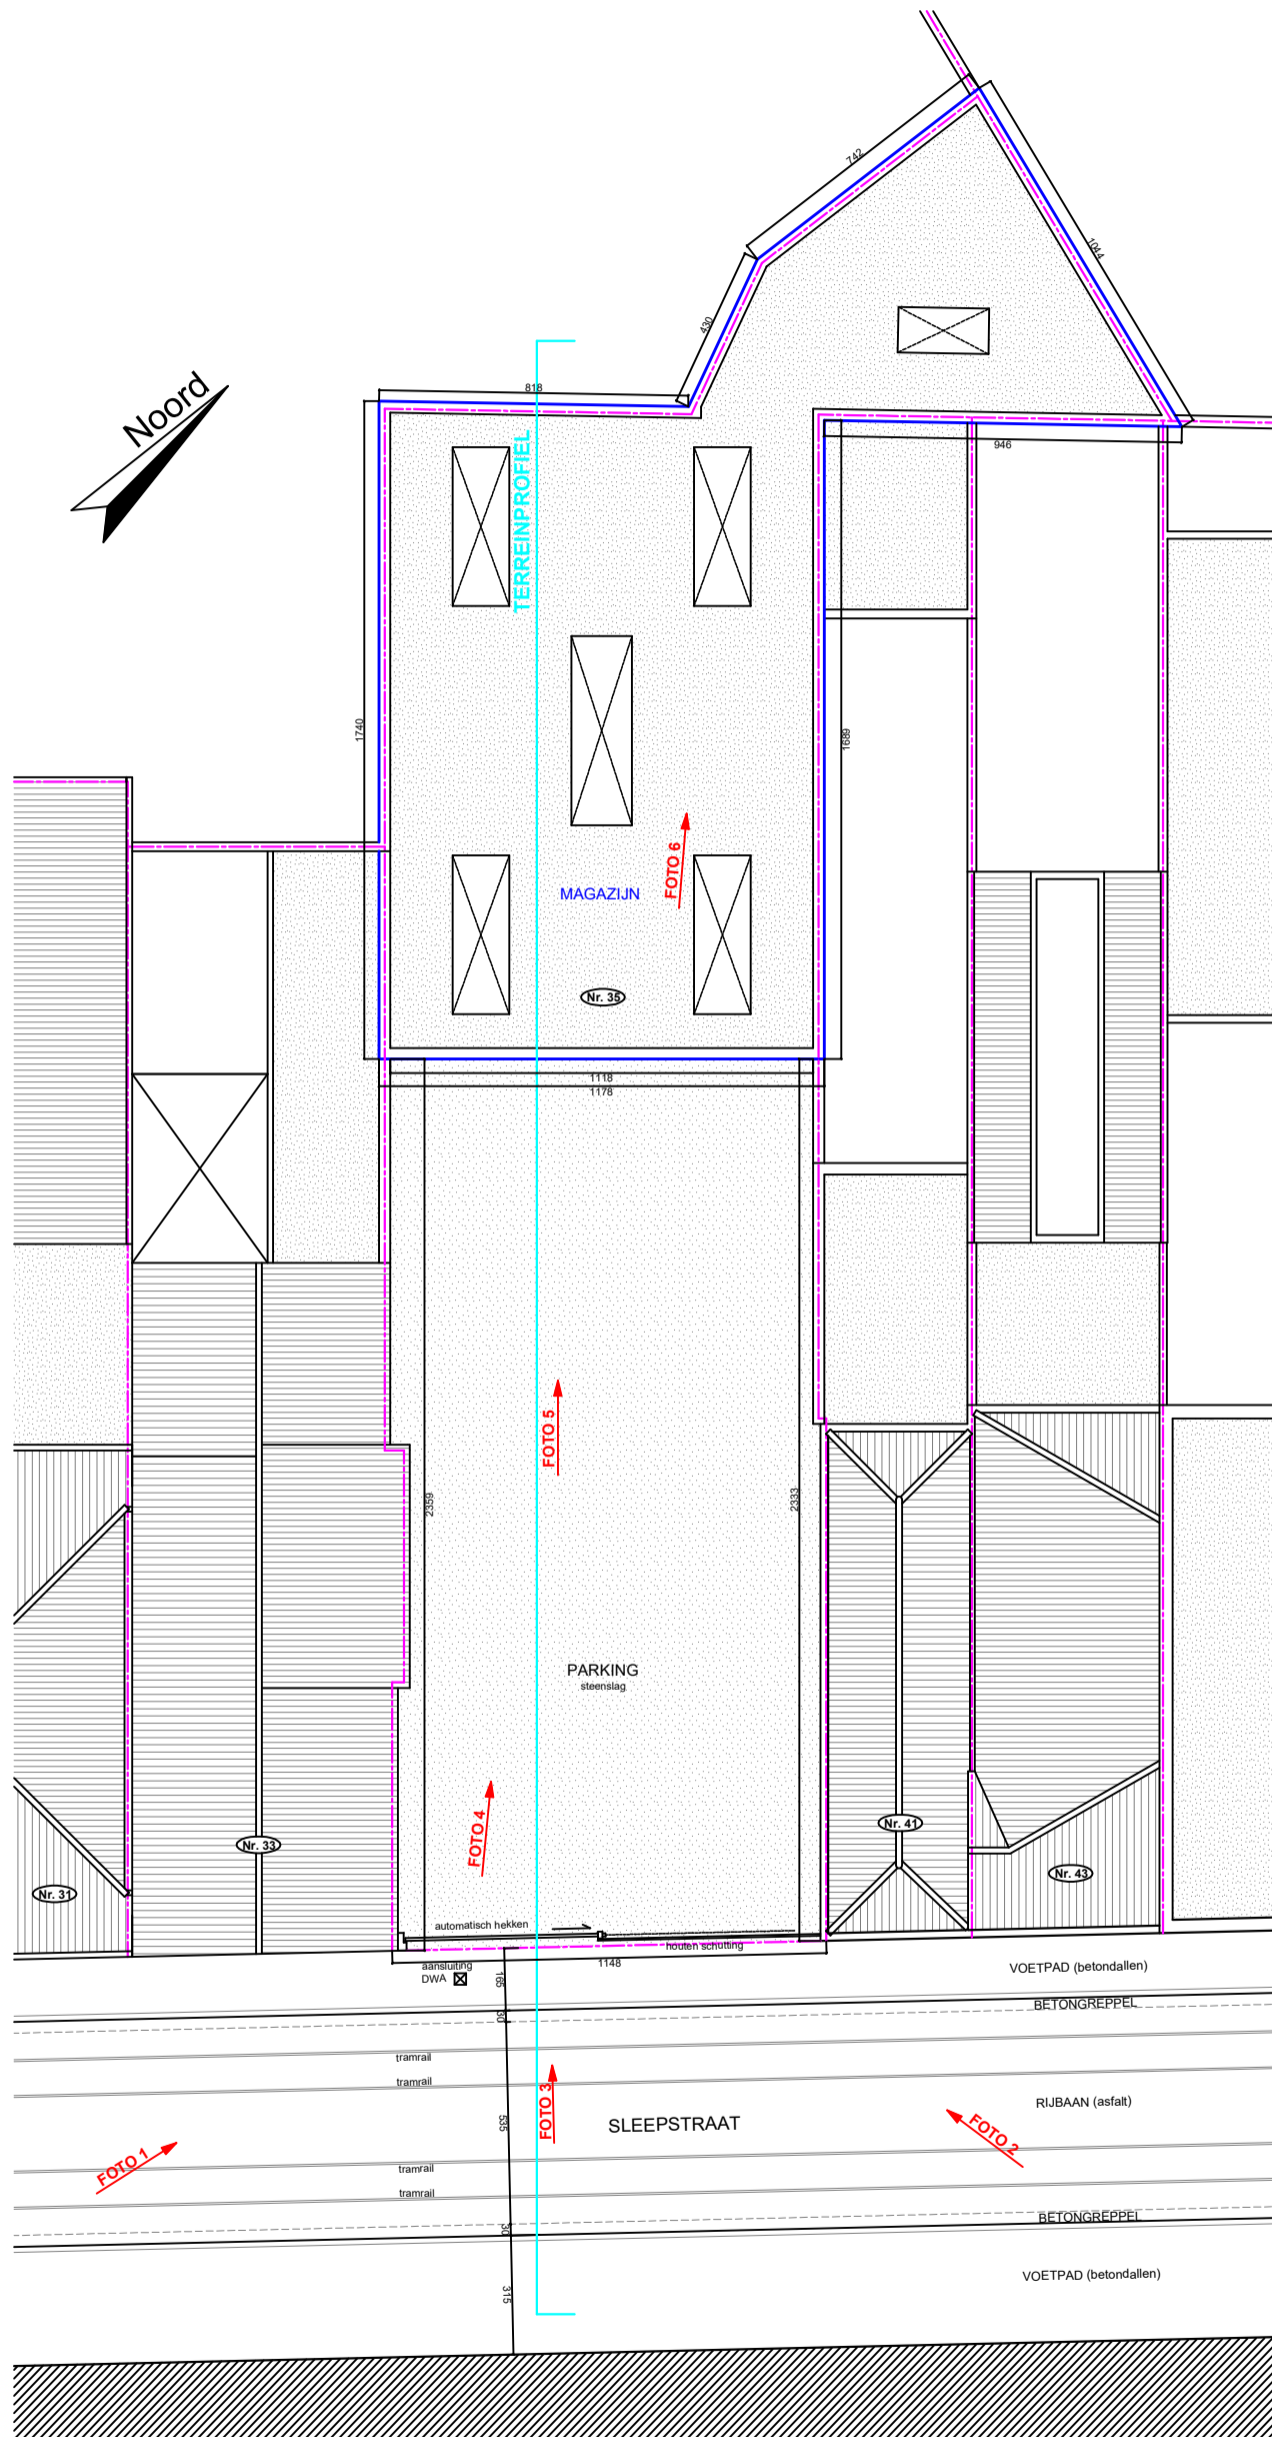 742
1044
430
Noord
818
946
TERREINPROFIEL
1740
1689
FOTO 6
MAGAZIJN
Nr. 35
1118
1178
FOTO 5
2359
2333
PARKING
steenslag
FOTO 4
Nr. 33
Nr. 41
Nr. 43
Nr. 31
automatisch hekken
houten schutting
1148
aansluiting
DWA
165
VOETPAD (betondallen)
30
BETONGREPPEL
tramrail
tramrail
RIJBAAN (asfalt)
FOTO 3
535
SLEEPSTRAAT
FOTO 2
FOTO 1
tramrail
tramrail
30
BETONGREPPEL
VOETPAD (betondallen)
315